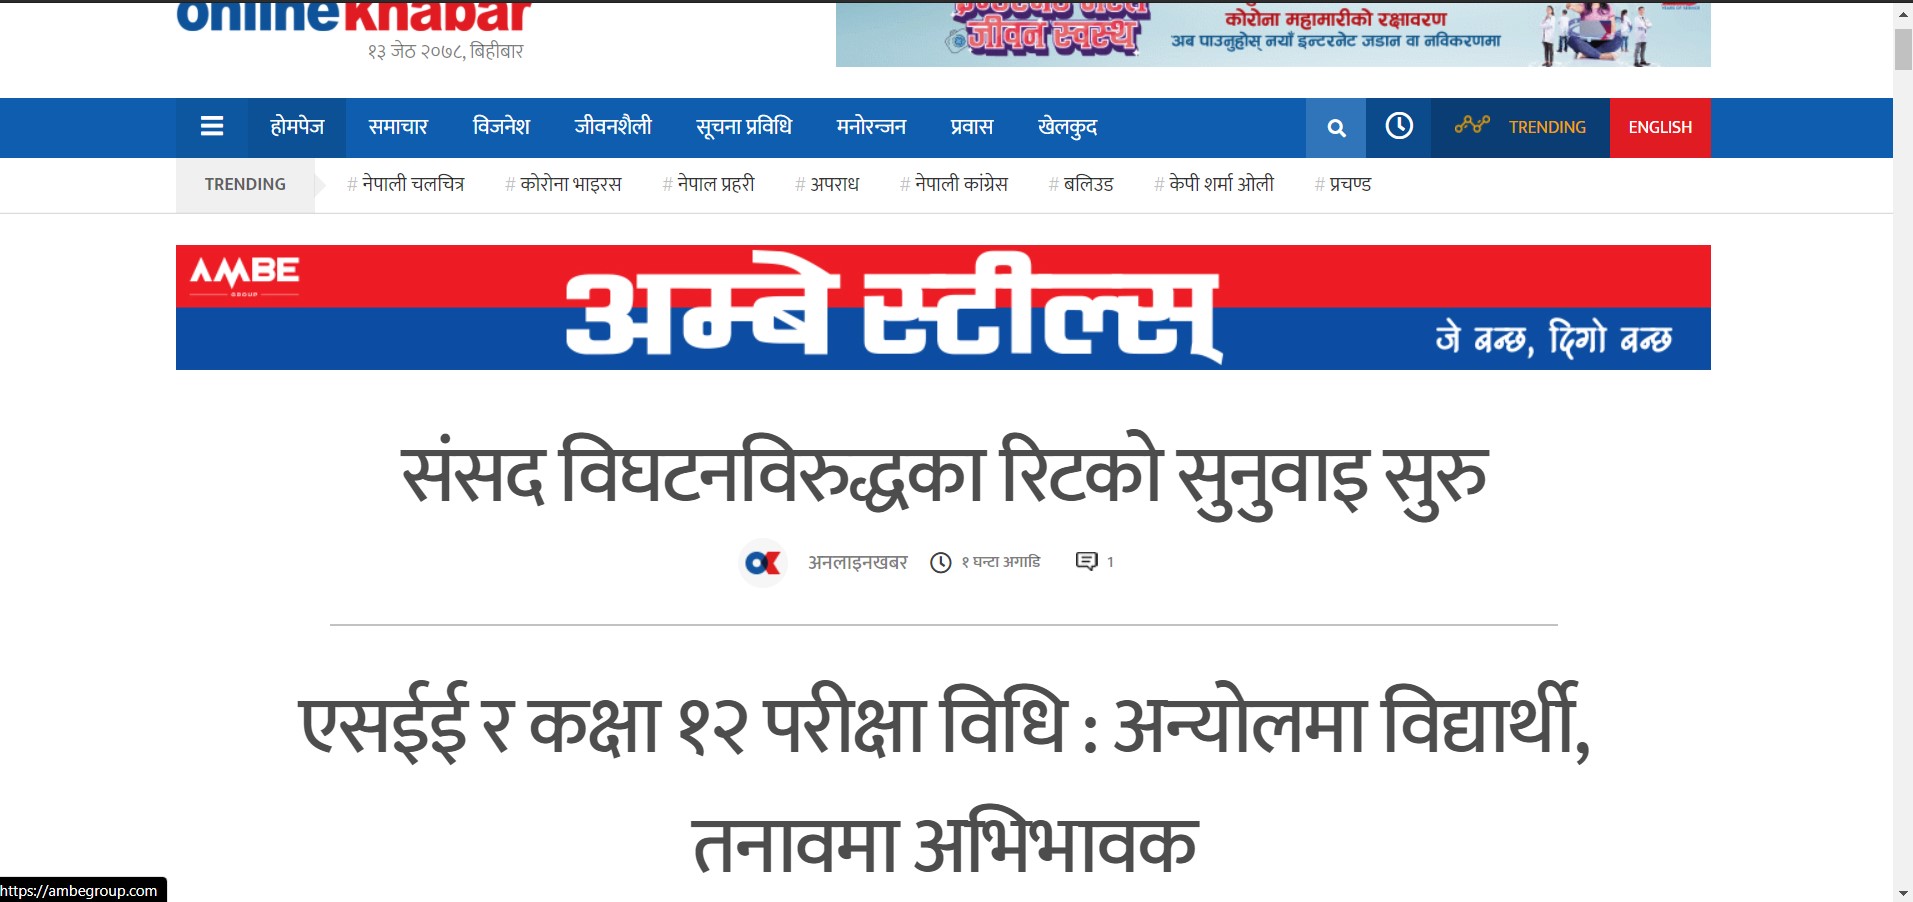 onlinekhabar
१३ जेठ २०७८, बिहीबार
जीवन स्वस्थ
कोरोना महामारीको रक्षावरण
अब पाउनुहोस् नयाँ इन्टरनेट जडान वा नविकरणमा
होमपेज समाचार विजनेश जीवनशैली सूचना प्रविधि मनोरन्जन प्रवास खेलकुद TRENDING ENGLISH
TRENDING # नेपाली चलचित्र # कोरोना भाइरस # नेपाल प्रहरी # अपराध # नेपाली कांग्रेस # बलिउड # केपी शर्मा ओली # प्रचण्ड
AMBE
GROUP
अम्बे स्टील्स्
जे बन्छ, दिगो बन्छ
संसद विघटनविरुद्धका रिटको सुनुवाइ सुरु
अनलाइनखबर १ घन्टा अगाडि 1
एसईई र कक्षा १२ परीक्षा विधि : अन्योलमा विद्यार्थी,
तनावमा अभिभावक
https://ambegroup.com